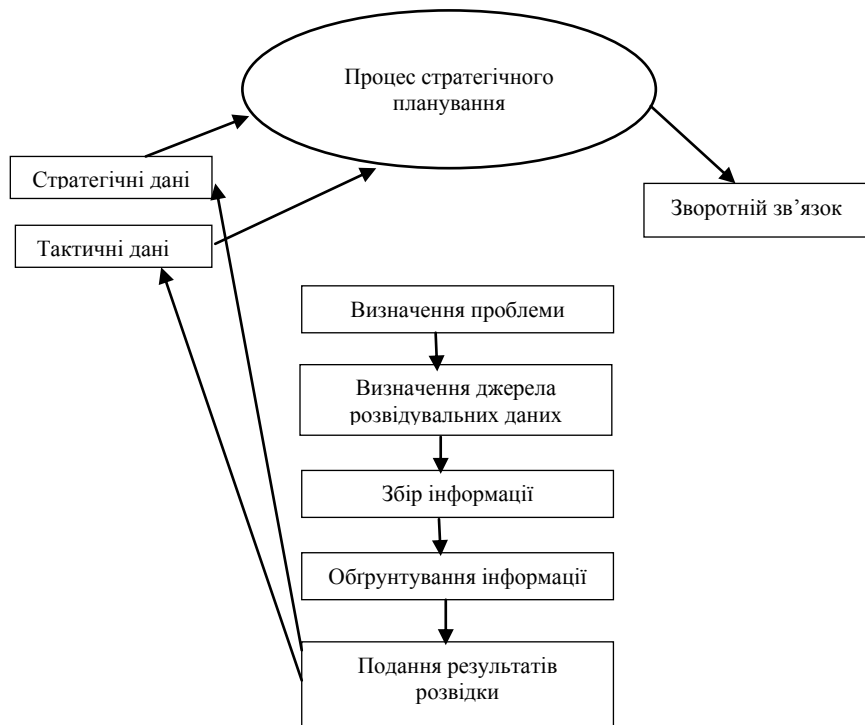 Процес стратегічного
планування
Стратегічні дані
Зворотній зв’язок
Тактичні дані
Визначення проблеми
Визначення джерела
розвідувальних даних
Збір інформації
Обґрунтування інформації
Подання результатів
розвідки